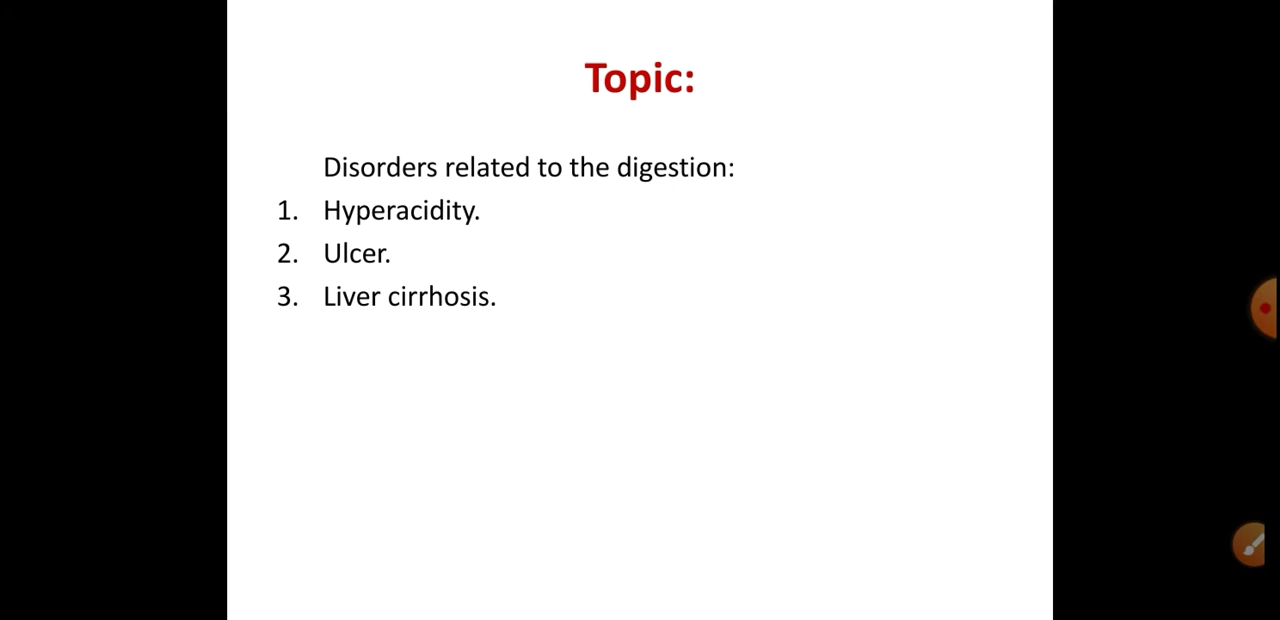 Topic:
Disorders related to the digestion:
1. Hyperacidity.
2. Ulcer.
3. Liver cirrhosis.